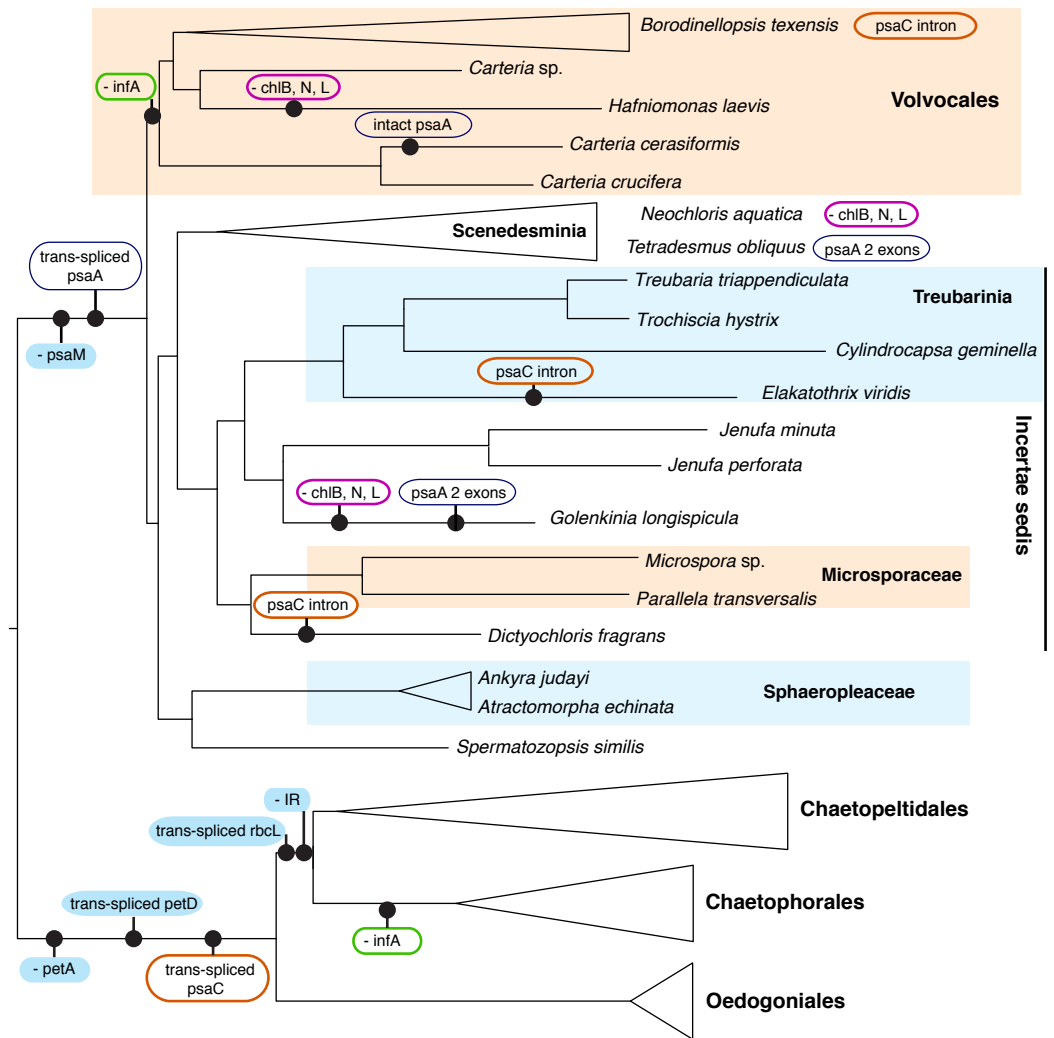 Borodinellopsis texensis
psaC intron
Carteria sp.
- infA
- chlB, N, L
Volvocales
Hafniomonas laevis
intact psaA
Carteria cerasiformis
Carteria crucifera
Neochloris aquatica
- chlB, N, L
Scenedesminia
Tetradesmus obliquus
psaA 2 exons
trans-spliced
psaA
Treubaria triappendiculata
Treubarinia
Trochiscia hystrix
- psaM
Cylindrocapsa geminella
psaC intron
Elakatothrix viridis
Incertae sedis
Jenufa minuta
Jenufa perforata
- chlB, N, L
psaA 2 exons
Golenkinia longispicula
Microspora sp.
Microsporaceae
Parallela transversalis
psaC intron
Dictyochloris fragrans
Ankyra judayi
Sphaeropleaceae
Atractomorpha echinata
Spermatozopsis similis
- IR
Chaetopeltidales
trans-spliced rbcL
trans-spliced petD
Chaetophorales
- infA
- petA
trans-spliced
psaC
Oedogoniales